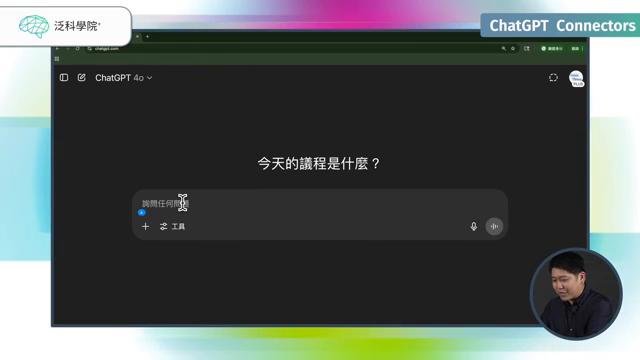 泛科學院
ChatGPT Connectors
chatgpt.com
ChatGPT 4o
PLUS
今天的議程是什麼？
詢問任何問題
工具